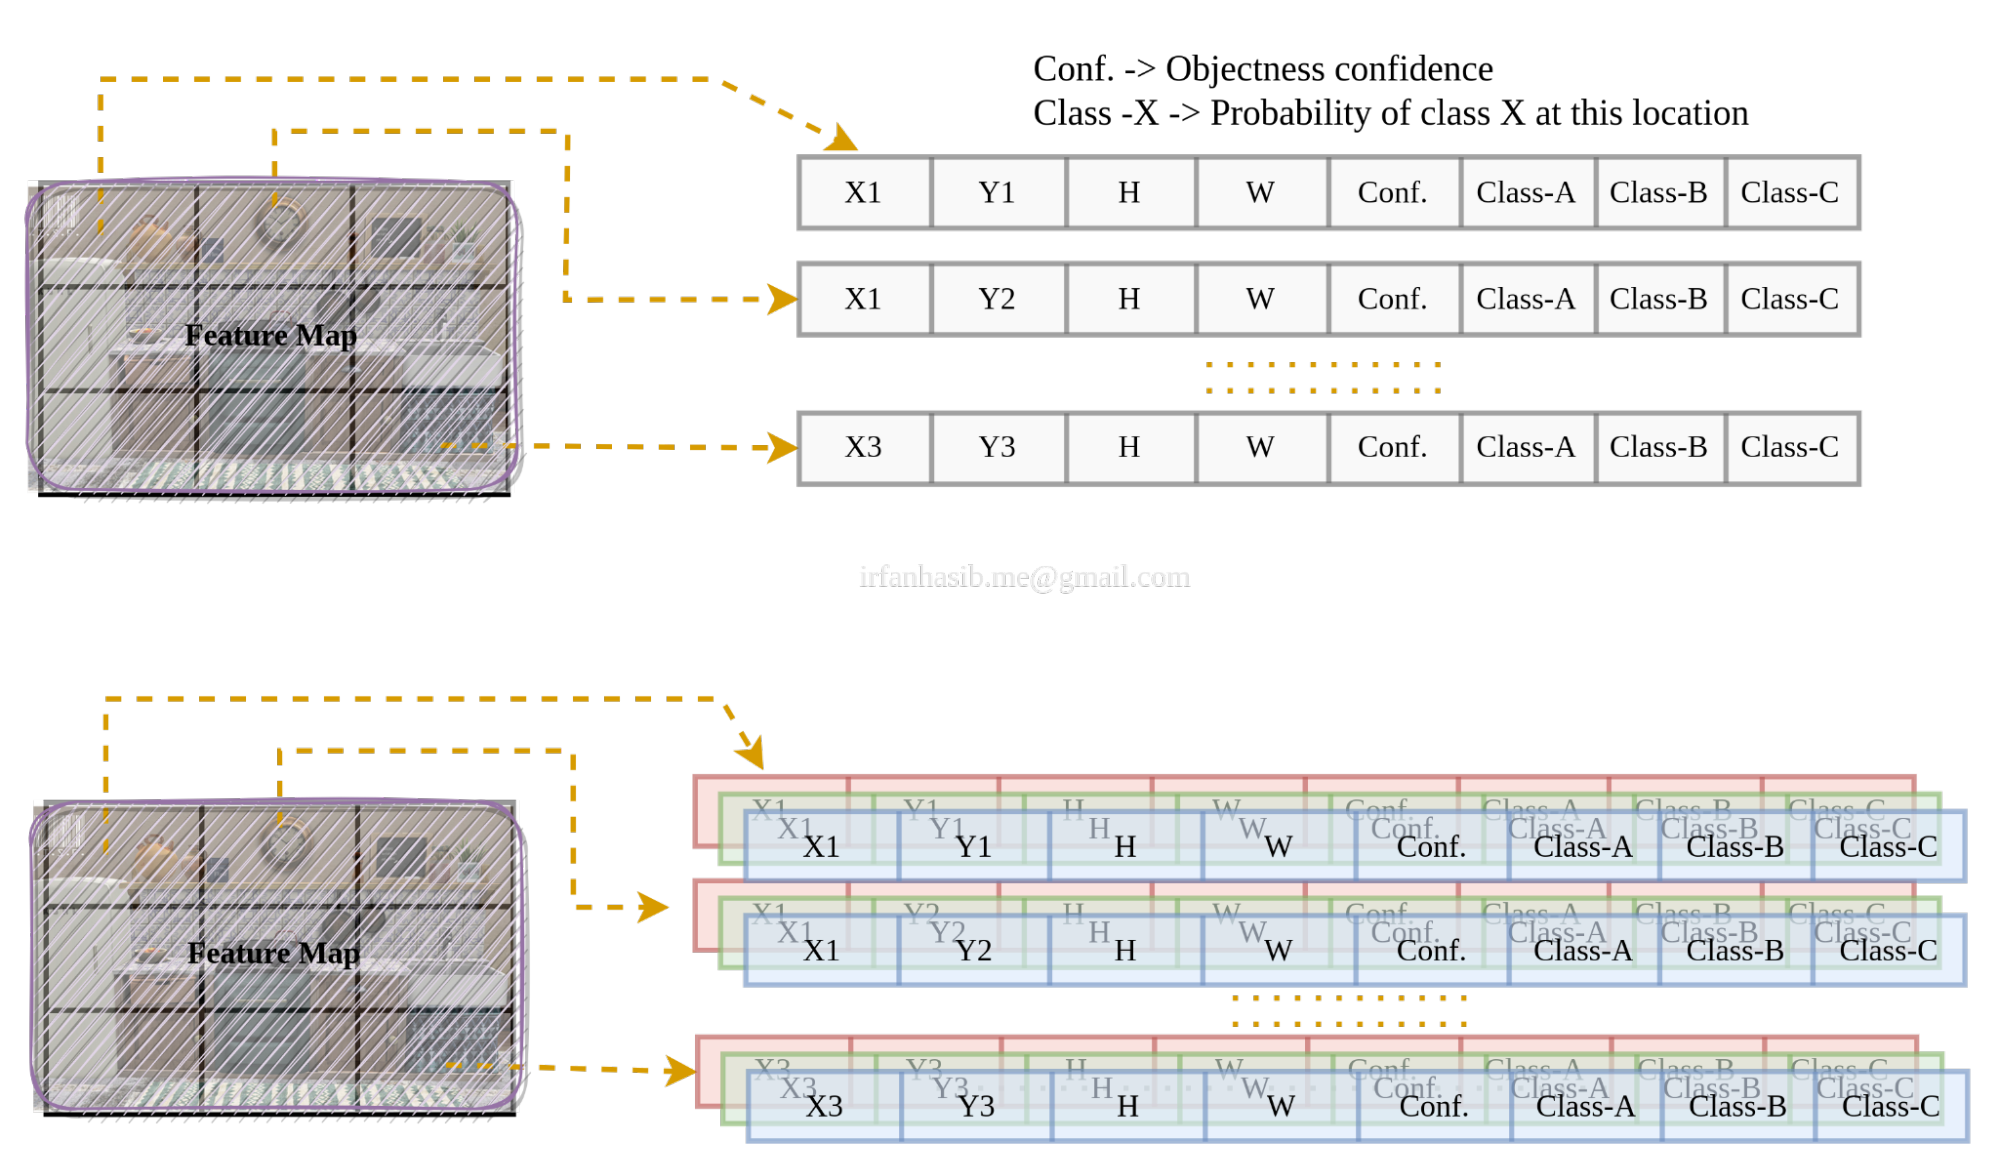 Conf. -> Objectness confidence
Class -X -> Probability of class X at this location
X1 Y1 H W Conf. Class-A Class-B Class-C
X1 Y2 H W Conf. Class-A Class-B Class-C
Feature Map
X3 Y3 H W Conf. Class-A Class-B Class-C
irfanhasib.me@gmail.com
X1 Y1 H W Conf. Class-A Class-B Class-C
X1 Y1 H W Conf. Class-A Class-B Class-C
X1 Y1 H W Conf. Class-A Class-B Class-C
X1 Y2 H W Conf. Class-A Class-B Class-C
X1 Y2 H W Conf. Class-A Class-B Class-C
X1 Y2 H W Conf. Class-A Class-B Class-C
Feature Map
X3 Y3 H W Conf. Class-A Class-B Class-C
X3 Y3 H W Conf. Class-A Class-B Class-C
X3 Y3 H W Conf. Class-A Class-B Class-C